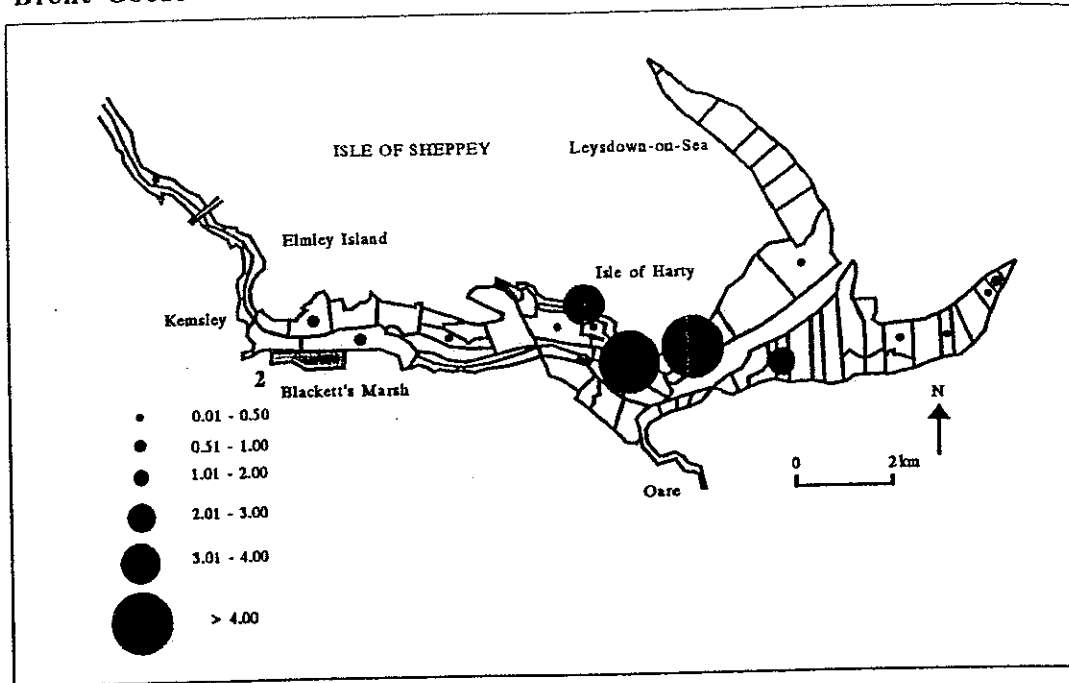 ISLE OF SHEPPEY
Leysdown-on-Sea
Elmley Island
Isle of Harty
Kemsley
2
Blackett's Marsh
N
0 2km
Oare
0.01 - 0.50
0.51 - 1.00
1.01 - 2.00
2.01 - 3.00
3.01 - 4.00
> 4.00